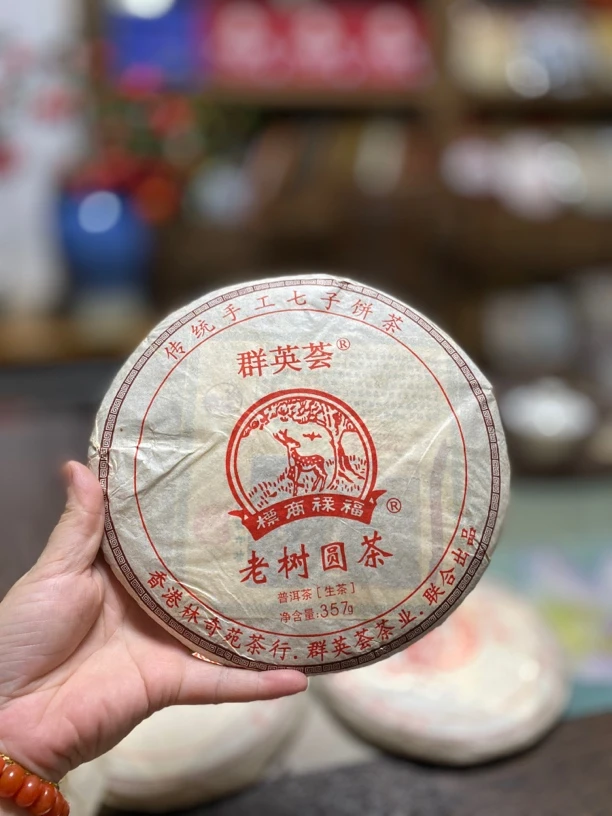 传统手工七子饼茶
群英荟®
標商禄福®
老树圆茶
普洱茶［生茶］
净含量:357g
香港林奇苑茶行.群英荟茶业 联合出品